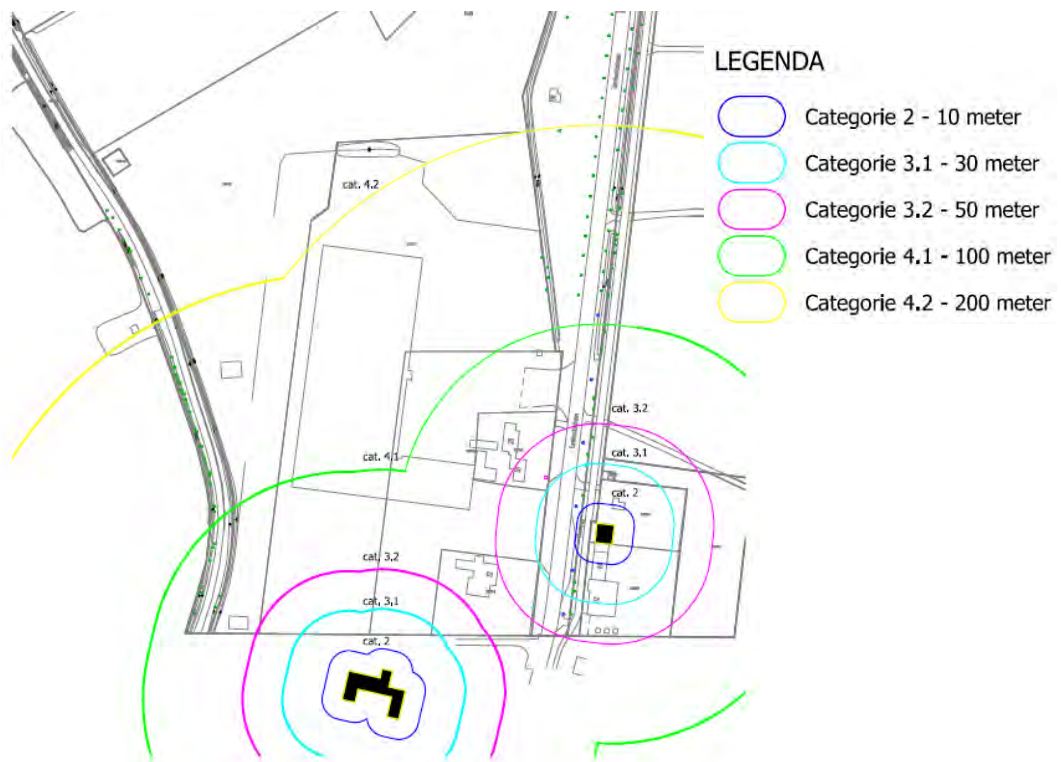 LEGENDA
Categorie 2 - 10 meter
Categorie 3.1 - 30 meter
Categorie 3.2 - 50 meter
Categorie 4.1 - 100 meter
Categorie 4.2 - 200 meter
cat. 4.2
cat. 3.2
cat. 4.1
cat. 3.1
cat. 2
cat. 3.2
cat. 3.1
cat. 2